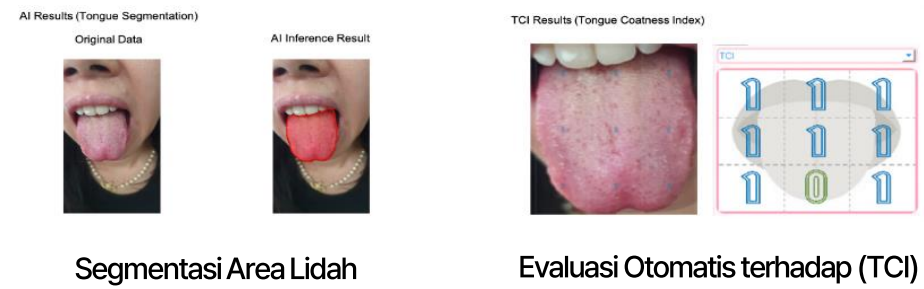 AI Results (Tongue Segmentation)
Original Data
AI Inference Result
Segmentasi Area Lidah
TCI Results (Tongue Coatness Index)
TCI
1 1 1
1 1 1
1 0 1
Evaluasi Otomatis terhadap (TCI)